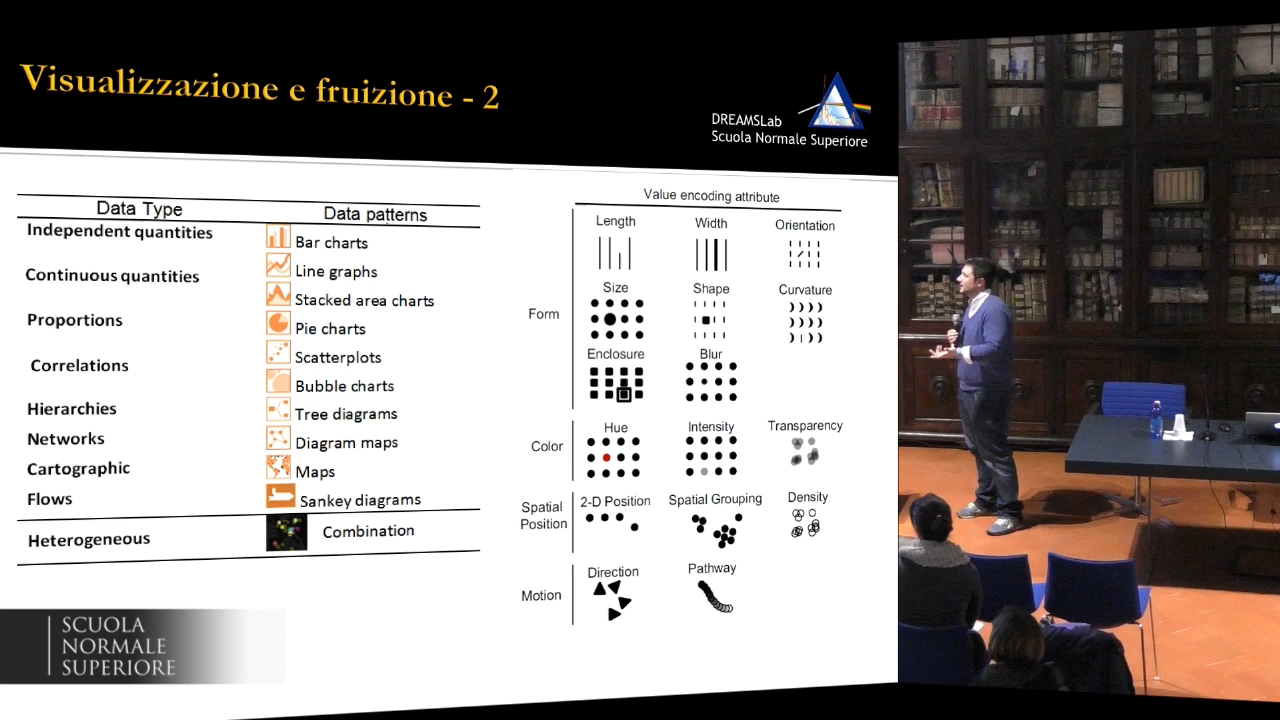 Visualizzazione e fruizione - 2
DREAMSLab
Scuola Normale Superiore
Data Type Data patterns
Independent quantities Bar charts
Line graphs
Continuous quantities
Stacked area charts
Proportions Pie charts
Scatterplots
Correlations
Bubble charts
Hierarchies Tree diagrams
Networks Diagram maps
Cartographic Maps
Flows Sankey diagrams
Heterogeneous Combination
Value encoding attribute
Length Width Orientation
Size Shape Curvature
Form
Enclosure Blur
Hue Intensity Transparency
Color
2-D Position Spatial Grouping Density
Spatial
Position
Direction Pathway
Motion
SCUOLA
NORMALE
SUPERIORE